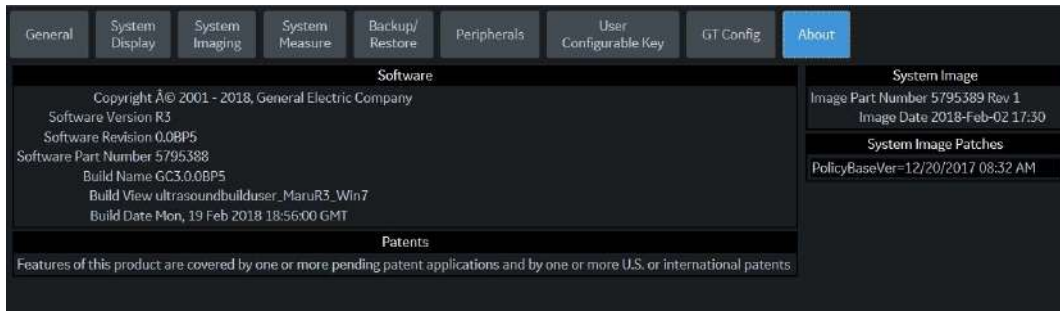 General
System
Display
System
Imaging
System
Measure
Backup/
Restore
Peripherals
User
Configurable Key
GT Config
About
Software
Copyright Â© 2001 - 2018, General Electric Company
Software Version R3
Software Revision 0.0BP5
Software Part Number 5795388
Build Name GC3.0.0BP5
Build View ultrasoundbuilduser_MaruR3_Win7
Build Date Mon, 19 Feb 2018 18:56:00 GMT
Patents
Features of this product are covered by one or more pending patent applications and by one or more U.S. or international patents
System Image
Image Part Number 5795389 Rev 1
Image Date 2018-Feb-02 17:30
System Image Patches
PolicyBaseVer=12/20/2017 08:32 AM